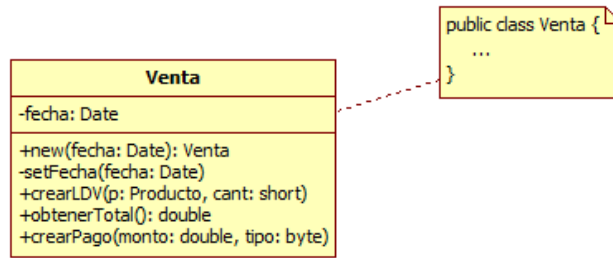 public class Venta {
...
}
Venta
-fecha: Date
+new(fecha: Date): Venta
-setFecha(fecha: Date)
+crearLDV(p: Producto, cant: short)
+obtenerTotal(): double
+crearPago(monto: double, tipo: byte)